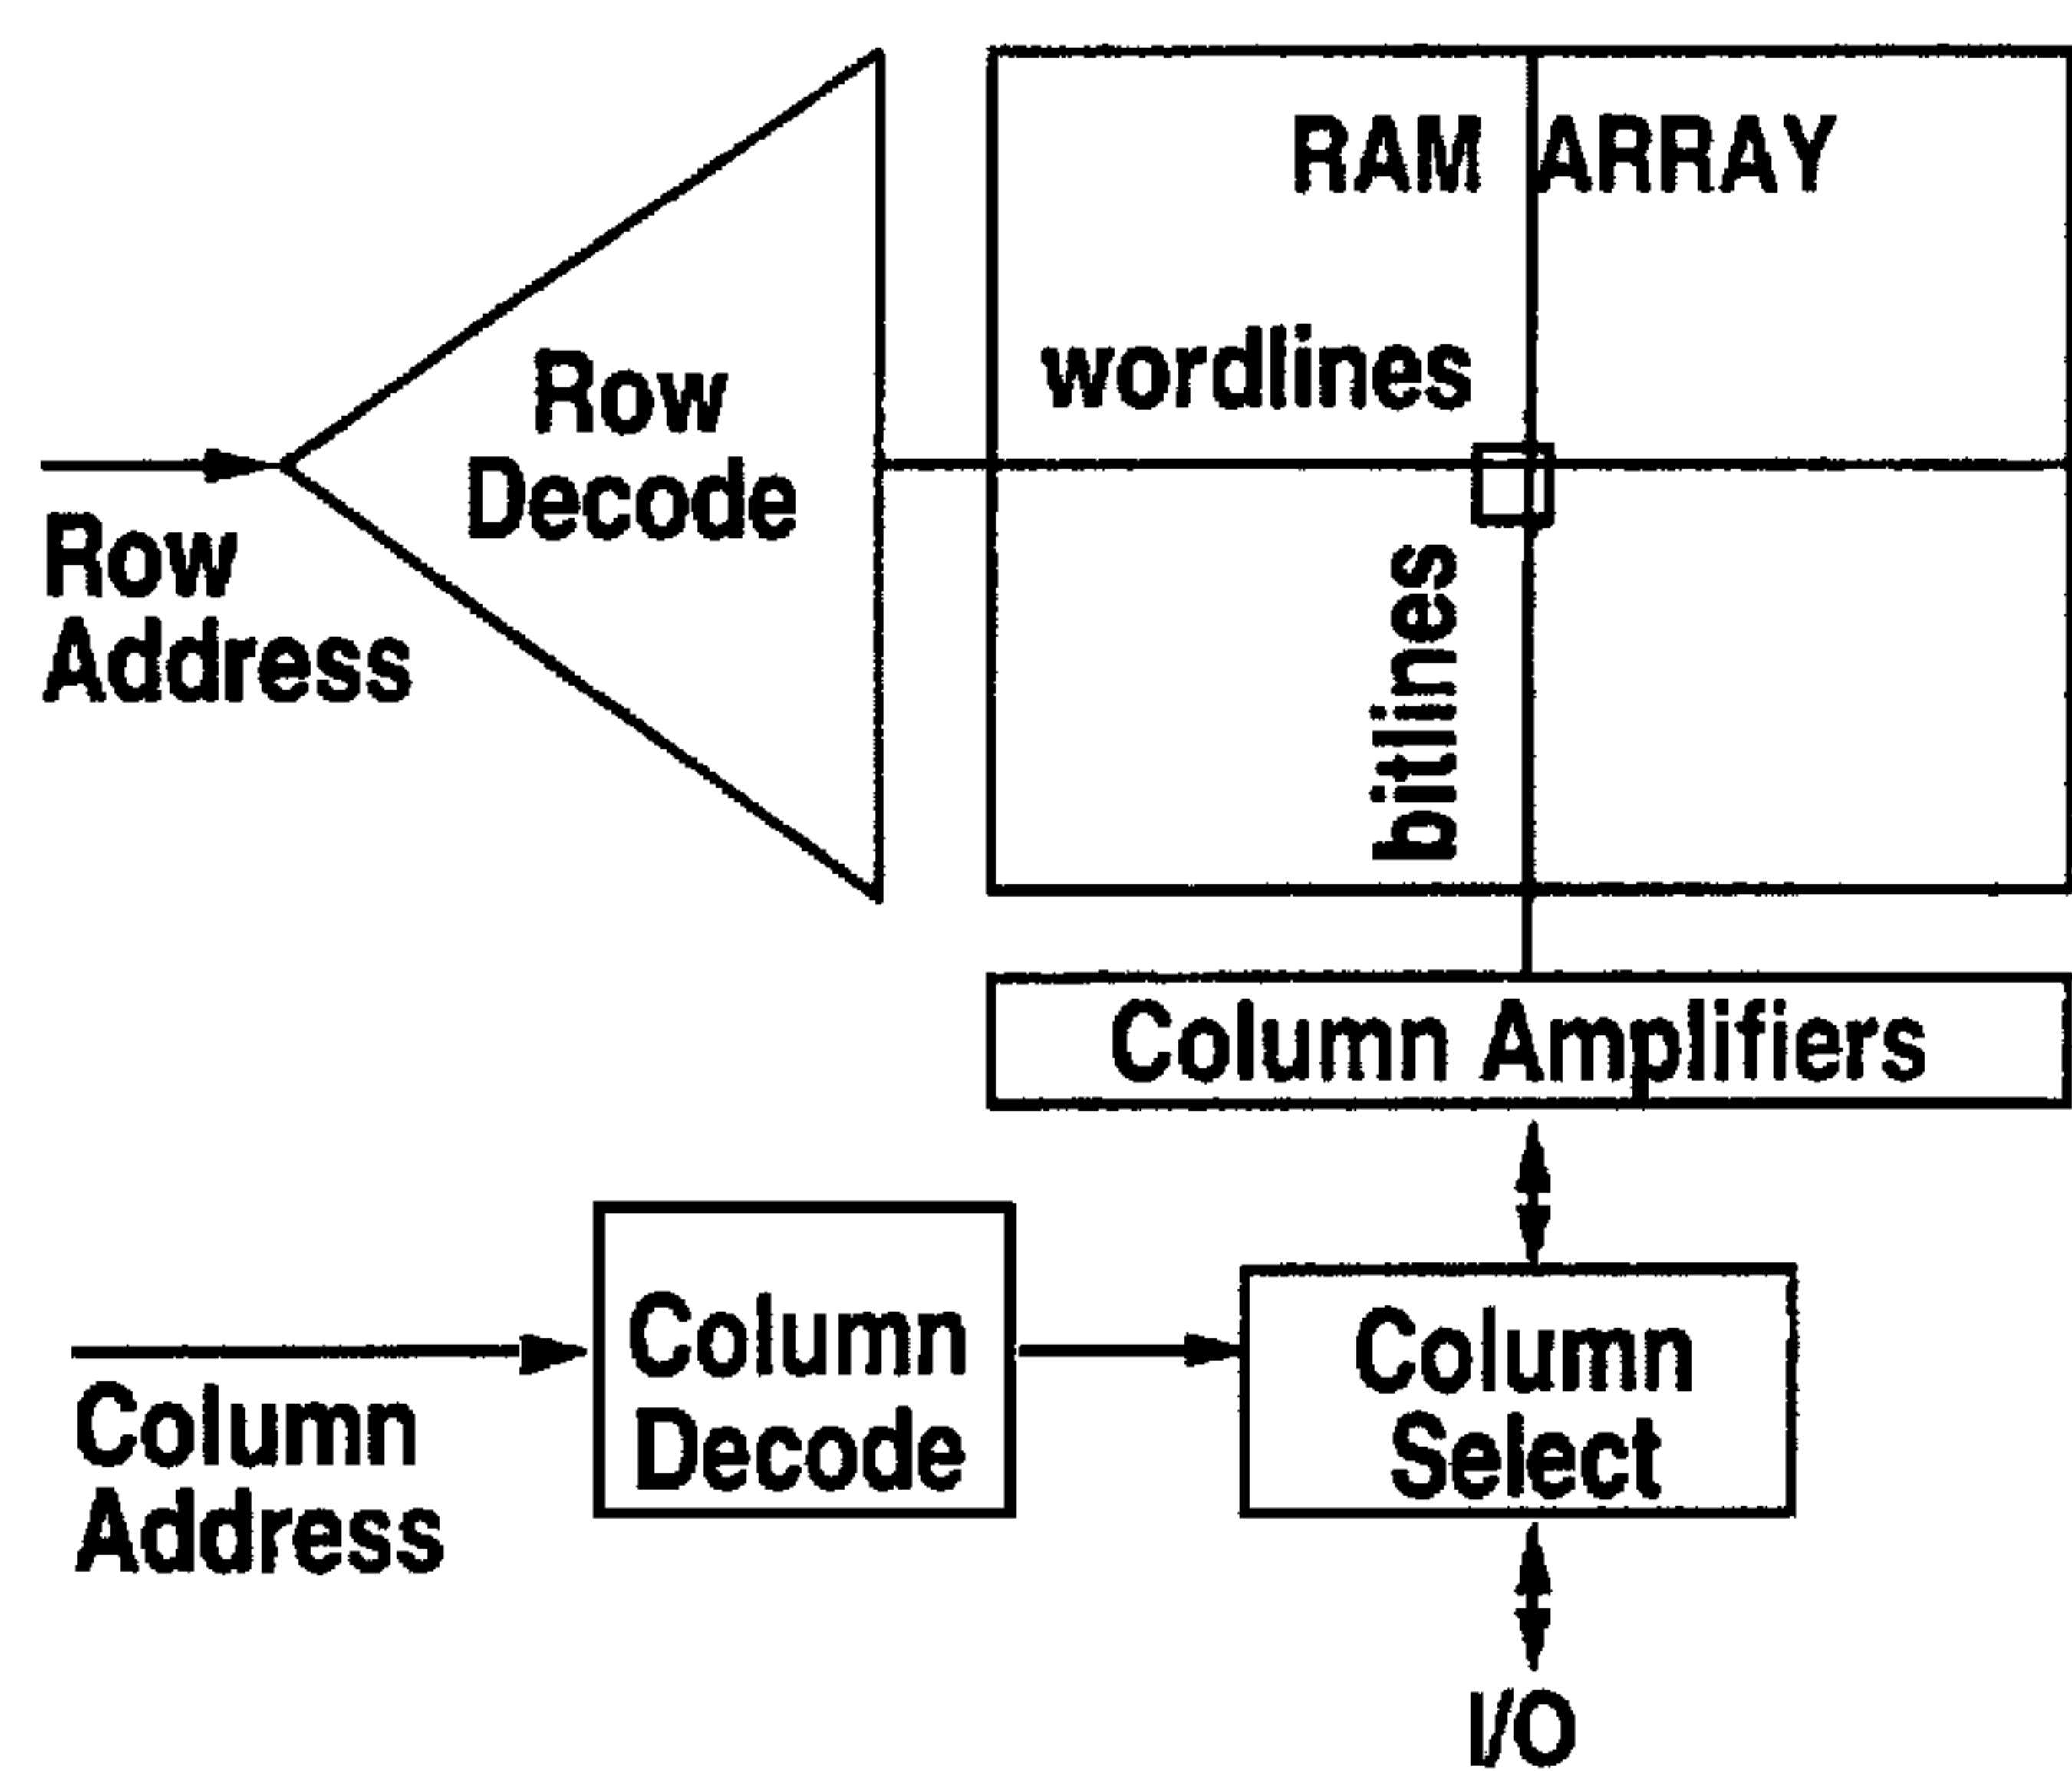 RAM ARRAY
wordlines
Row
Decode
Row
Address
bitlines
Column Amplifiers
Column
Decode
Column
Select
Column
Address
I/O